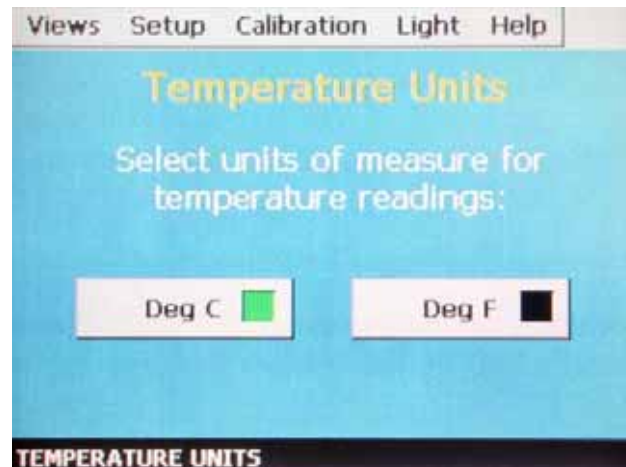 Views Setup Calibration Light Help
Temperature Units
Select units of measure for
temperature readings:
Deg C Deg F
TEMPERATURE UNITS